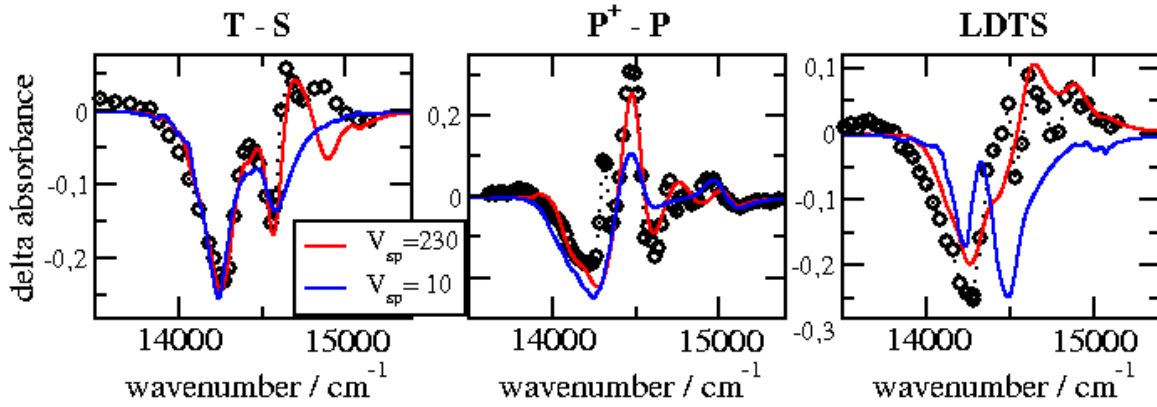 T - S
P+ - P
LDTS
delta absorbance
0
-0,1
-0,2
0,2
0
0,1
0
-0,1
-0,2
-0,3
Vsp=230
Vsp= 10
14000 15000
14000 15000
14000 15000
wavenumber / cm-1
wavenumber / cm-1
wavenumber / cm-1